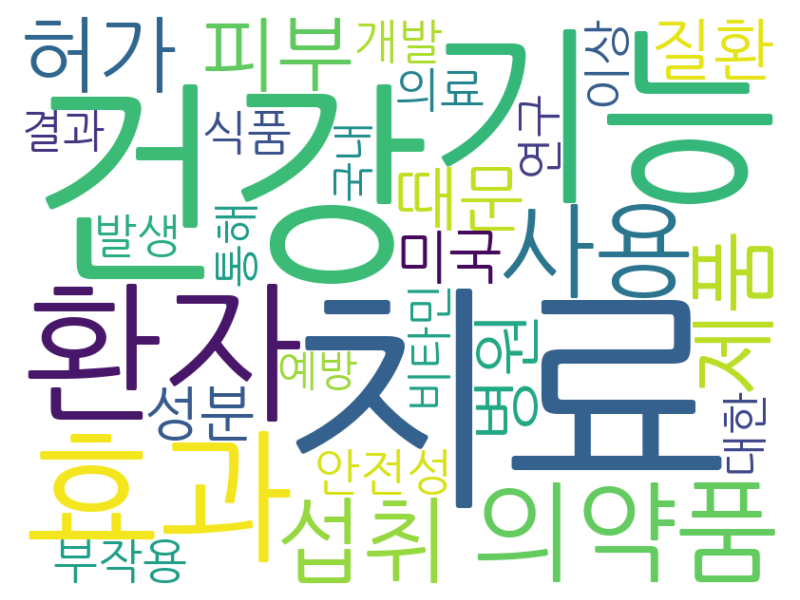 허가
피부
개발
건강기능
의료
이상
질환
결과
식품
국내
연구
때문
발생
통해
미국
사용
제품
환자
치료
비타민
병원
예방
성분
대한
효과
안전성
섭취
의약품
부작용